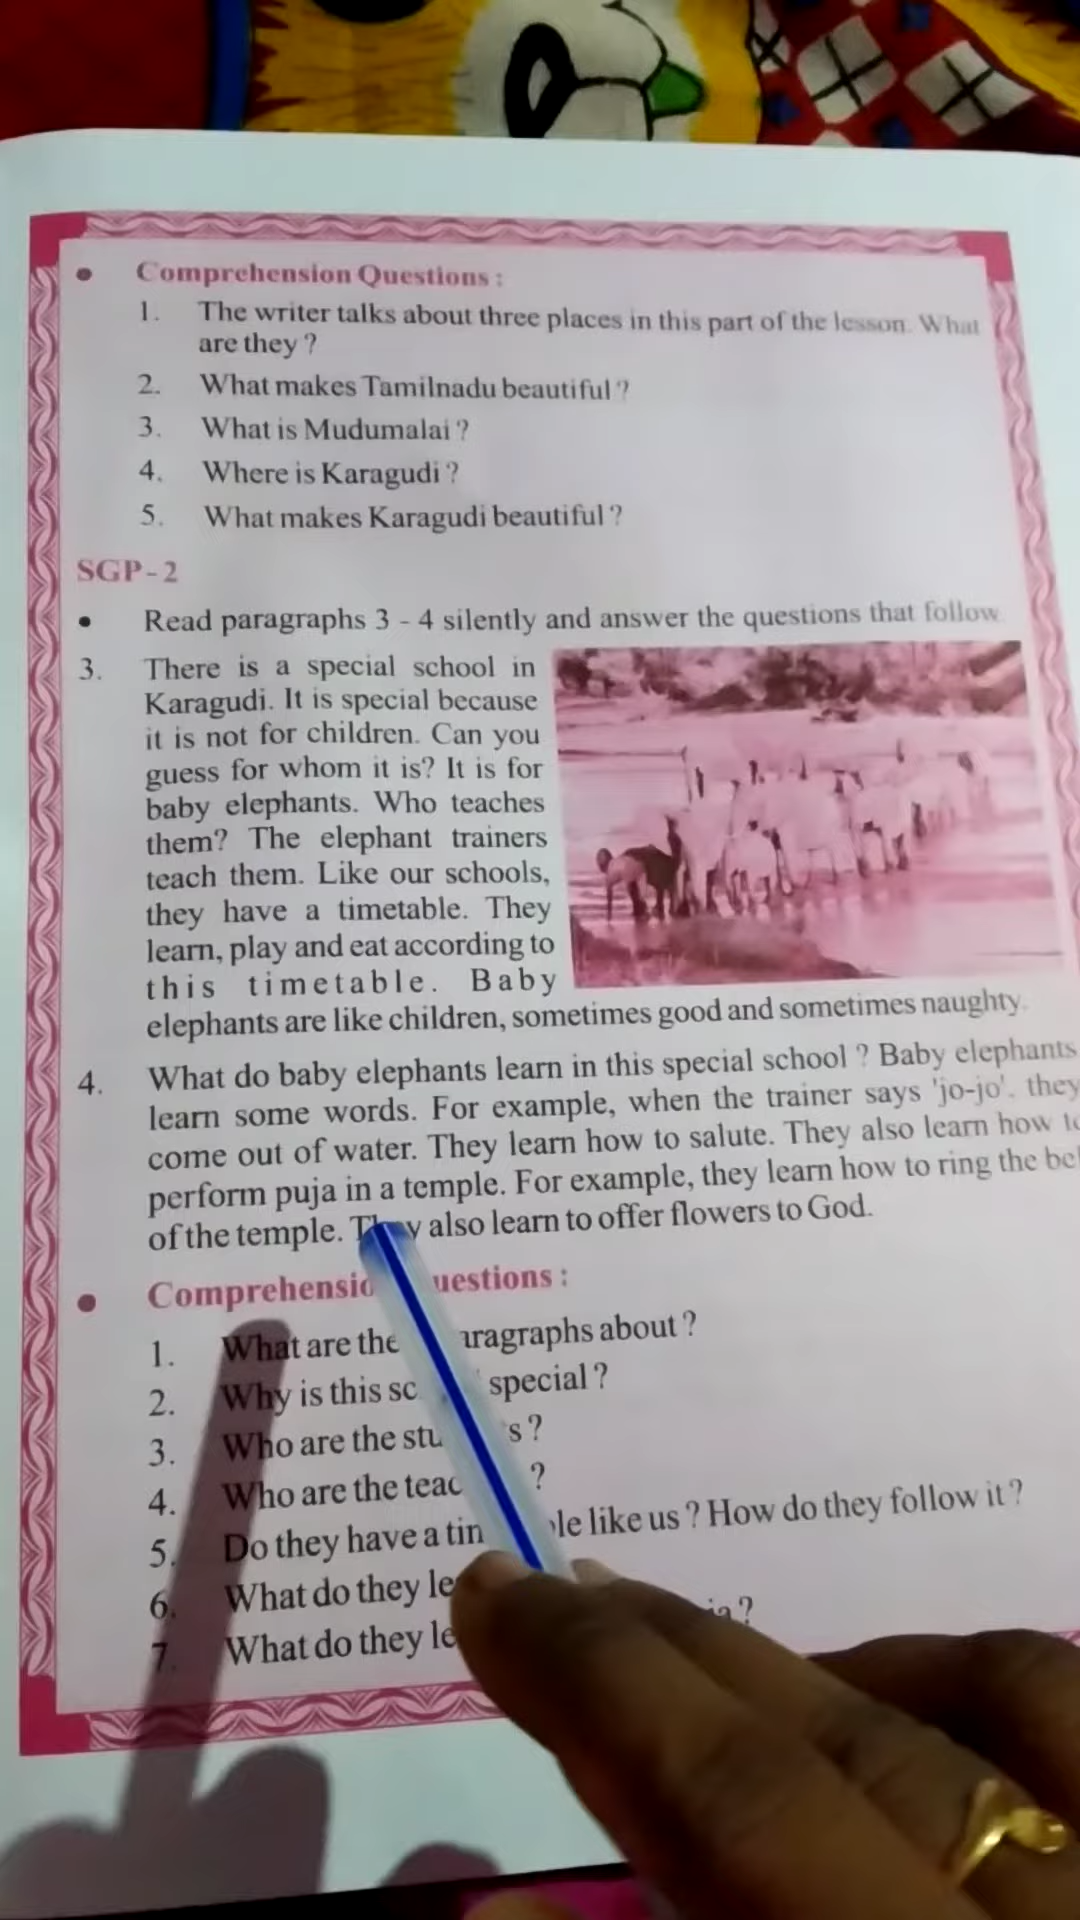 Comprehension Questions :
1. The writer talks about three places in this part of the lesson. What
are they ?
2. What makes Tamilnadu beautiful ?
3. What is Mudumalai ?
4. Where is Karagudi ?
5. What makes Karagudi beautiful ?
SGP - 2
Read paragraphs 3 - 4 silently and answer the questions that follow.
3. There is a special school in
Karagudi. It is special because
it is not for children. Can you
guess for whom it is? It is for
baby elephants. Who teaches
them? The elephant trainers
teach them. Like our schools,
they have a timetable. They
learn, play and eat according to
this timetable. Baby
elephants are like children, sometimes good and sometimes naughty.
4. What do baby elephants learn in this special school ? Baby elephants
learn some words. For example, when the trainer says 'jo-jo'. they
come out of water. They learn how to salute. They also learn how
perform puja in a temple. For example, they learn how to ring the
of the temple. They also learn to offer flowers to God.
Comprehension Questions :
1. What are the paragraphs about ?
2. Why is this special ?
3. Who are the
4. Who are the ?
5. Do they have a like us ? How do they follow it ?
6. What do they
7. What do they